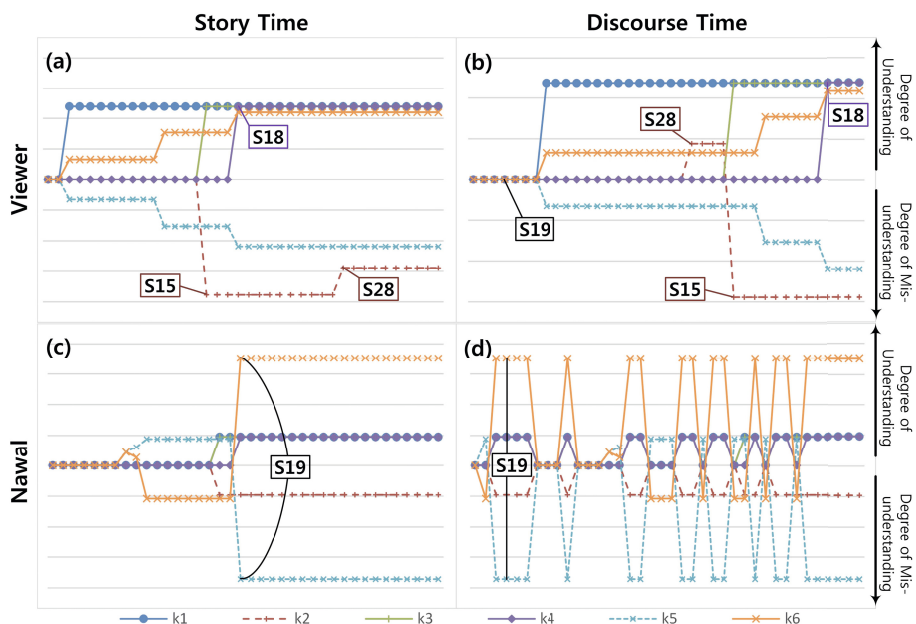 Story Time
Discourse Time
Viewer
(a)
S18
S15
S28
(b)
S28
S18
S19
S15
Degree of
Understanding
Degree of Mis-
understanding
Nawal
(c)
S19
(d)
S19
Degree of
Understanding
Degree of Mis-
understanding
k1 k2 k3 k4 k5 k6